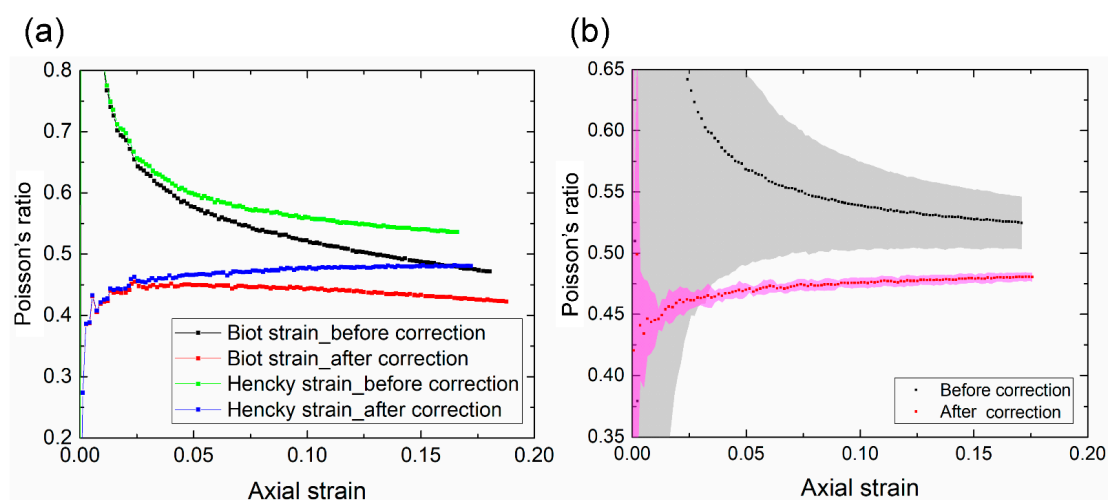 (a)
0.8
0.7
0.6
0.5
0.4
0.3
0.2
Poisson's ratio
0.00
0.05
0.10
0.15
0.20
Axial strain
Biot strain_before correction
Biot strain_after correction
Hencky strain_before correction
Hencky strain_after correction
(b)
0.65
0.60
0.55
0.50
0.45
0.40
0.35
Poisson's ratio
0.00
0.05
0.10
0.15
0.20
Axial strain
Before correction
After correction